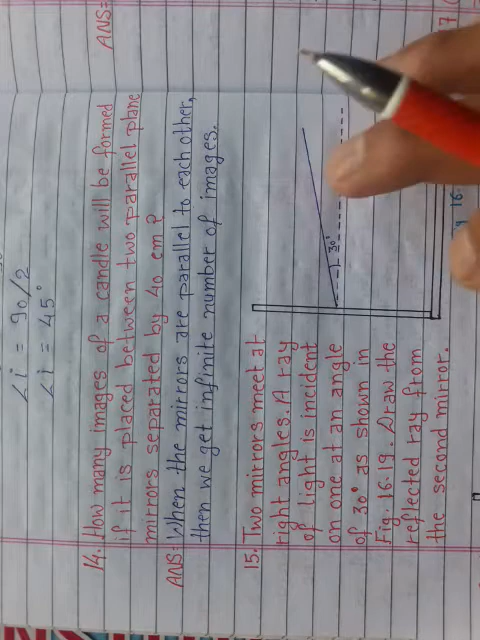 ∠i = 90/2
∠i = 45°
14. How many images of a candle will be formed
if it is placed between two parallel plane
mirrors separated by 40 cm?
ANS: When the mirrors are parallel to each other,
then we get infinite number of images.
ANS=
15. Two mirrors meet at
right angles. A ray
of light is incident
on one at an angle
of 30° as shown in
Fig. 16.19. Draw the
reflected ray from
the second mirror.
30°